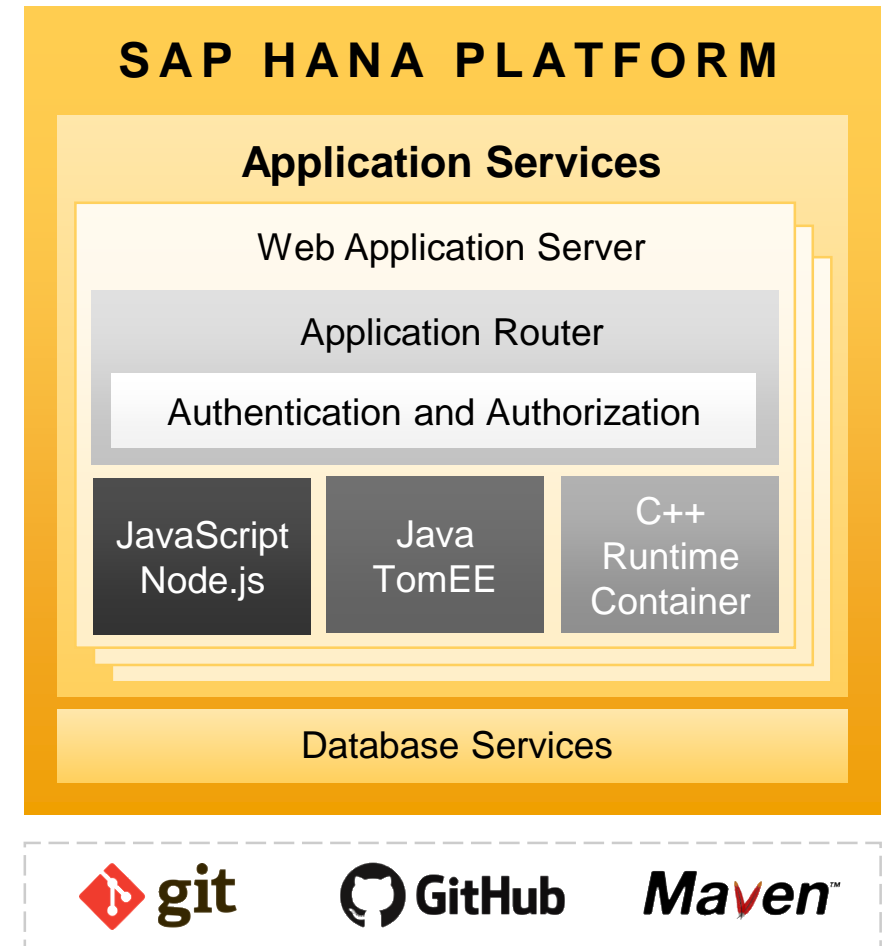 SAP HANA PLATFORM
Application Services
Web Application Server
Application Router
Authentication and Authorization
JavaScript
Node.js
Java
TomEE
C++
Runtime
Container
Database Services
git
GitHub
Maven™